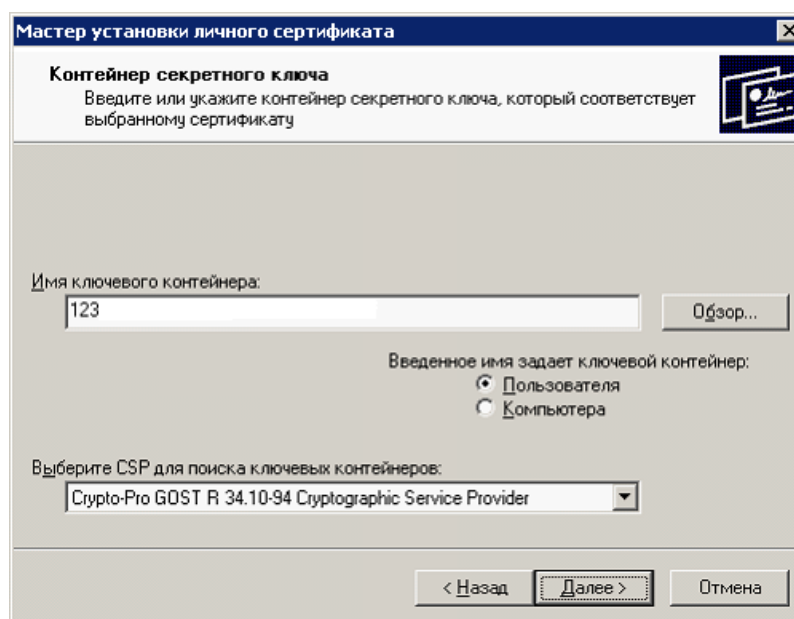 Мастер установки личного сертификата
Контейнер секретного ключа
Введите или укажите контейнер секретного ключа, который соответствует
выбранному сертификату
Имя ключевого контейнера:
123
Обзор...
Введенное имя задает ключевой контейнер:
Пользователя
Компьютера
Выберите CSP для поиска ключевых контейнеров:
Crypto-Pro GOST R 34.10-94 Cryptographic Service Provider
< Назад
Далее >
Отмена